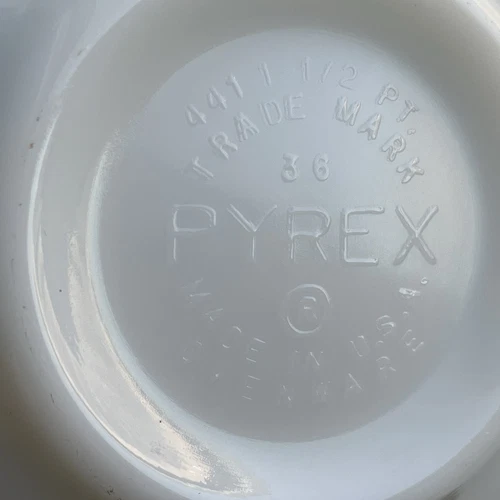 441 1 1/2 PT.
TRADE MARK
36
PYREX
®
MADE IN U.S.A.
OVENWARE